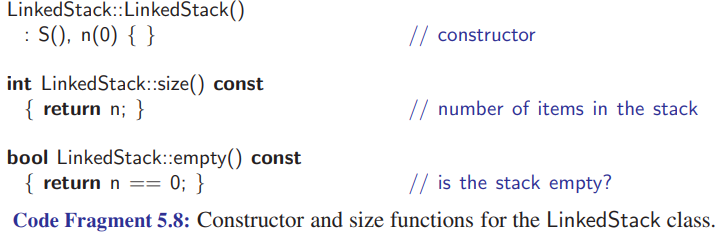 LinkedStack::LinkedStack()
: S(), n(0) { } // constructor
int LinkedStack::size() const
{ return n; } // number of items in the stack
bool LinkedStack::empty() const
{ return n == 0; } // is the stack empty?
Code Fragment 5.8: Constructor and size functions for the LinkedStack class.